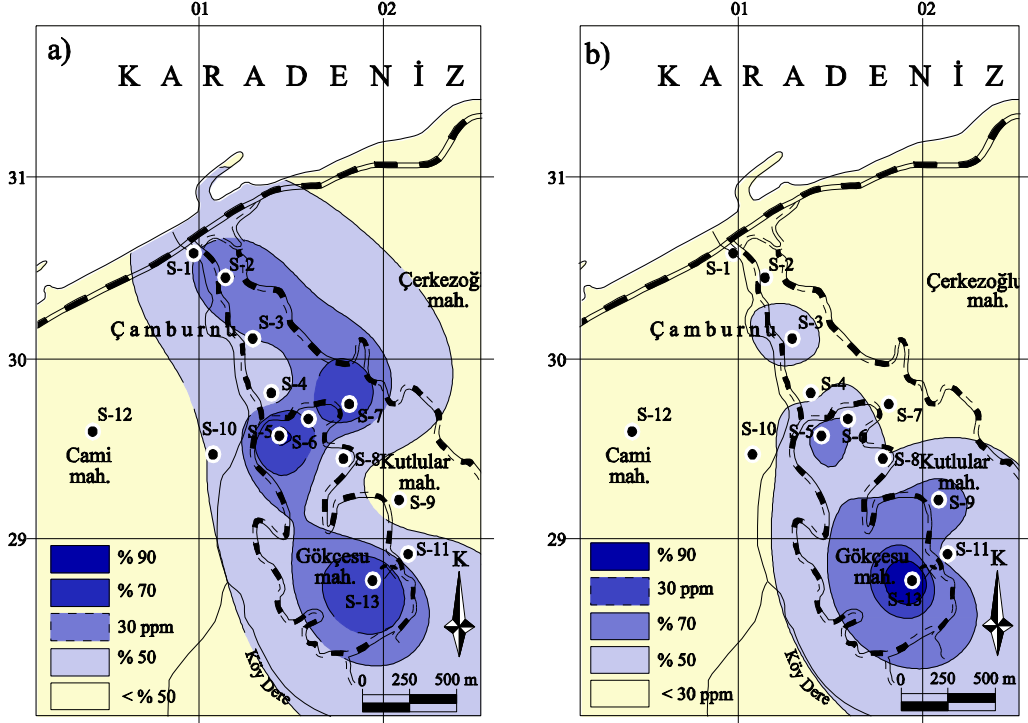 01 02
a)
K A R A D E N İ Z
31
S-1
S-2
Çerkezoğ
mah.
Çamburnu
S-3
30
S-4
S-12
S-10
S-5
S-6
S-7
Cami
mah.
S-8
Kutlular
mah.
S-9
29
S-11
Gökçesu
mah.
K
S-13
% 90
% 70
30 ppm
% 50
< % 50
Köy Dere
0 250 500 m
01 02
b)
K A R A D E N İ Z
31
S-1
S-2
Çerkezoğlu
mah.
Çamburnu
S-3
30
S-4
S-12
S-10
S-5
S-6
S-7
Cami
mah.
S-8
Kutlular
mah.
S-9
29
S-11
Gökçesu
mah.
K
S-13
% 90
30 ppm
% 70
% 50
< 30 ppm
Köy Dere
0 250 500 m